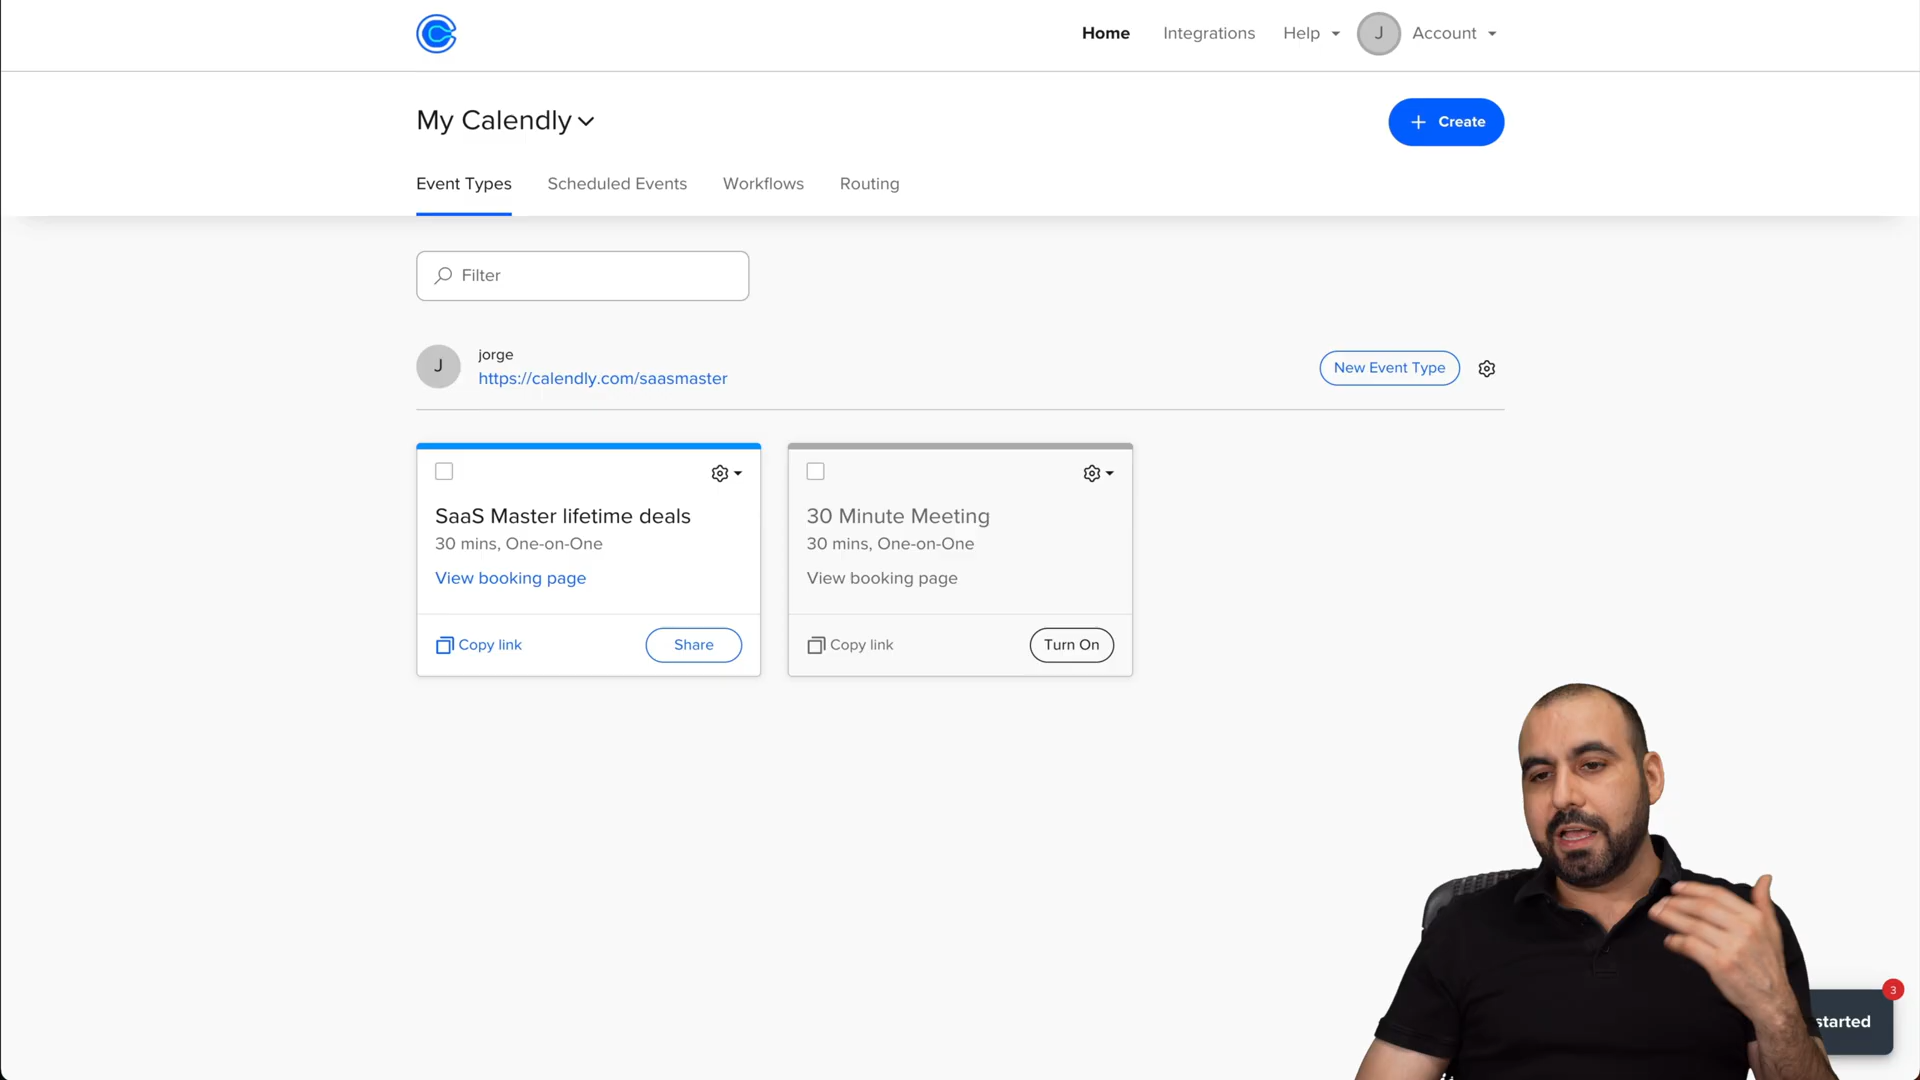 Home
Integrations
Help
J
Account
My Calendly
+ Create
Event Types
Scheduled Events
Workflows
Routing
Filter
J
jorge
https://calendly.com/saasmaster
New Event Type
SaaS Master lifetime deals
30 mins, One-on-One
View booking page
Copy link
Share
30 Minute Meeting
30 mins, One-on-One
View booking page
Copy link
Turn On
3
started